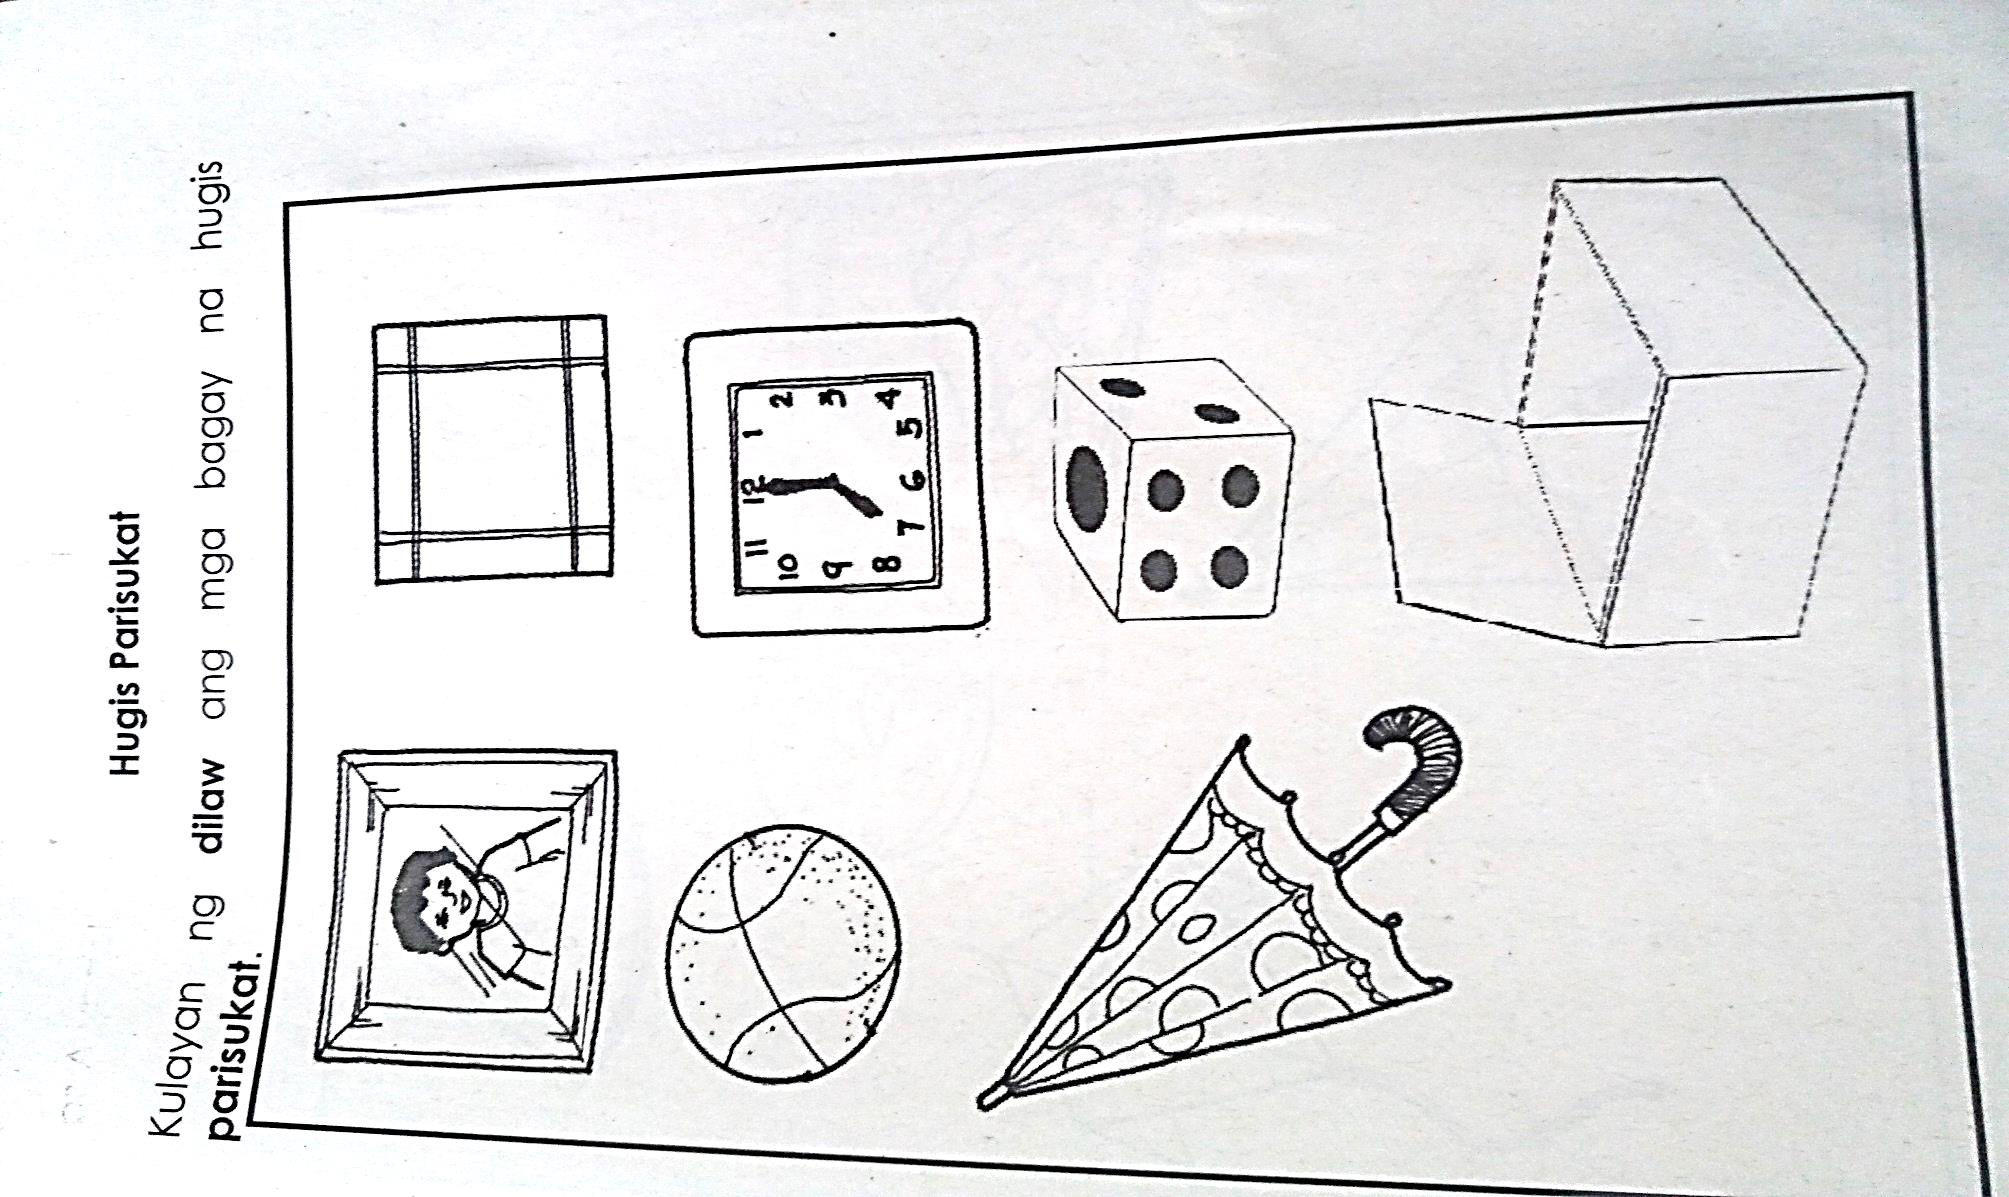 Hugis Parisukat
Kulayan ng dilaw ang mga bagay na hugis
parisukat.
11 12 1
10 2
9 3
8 4
7 6 5